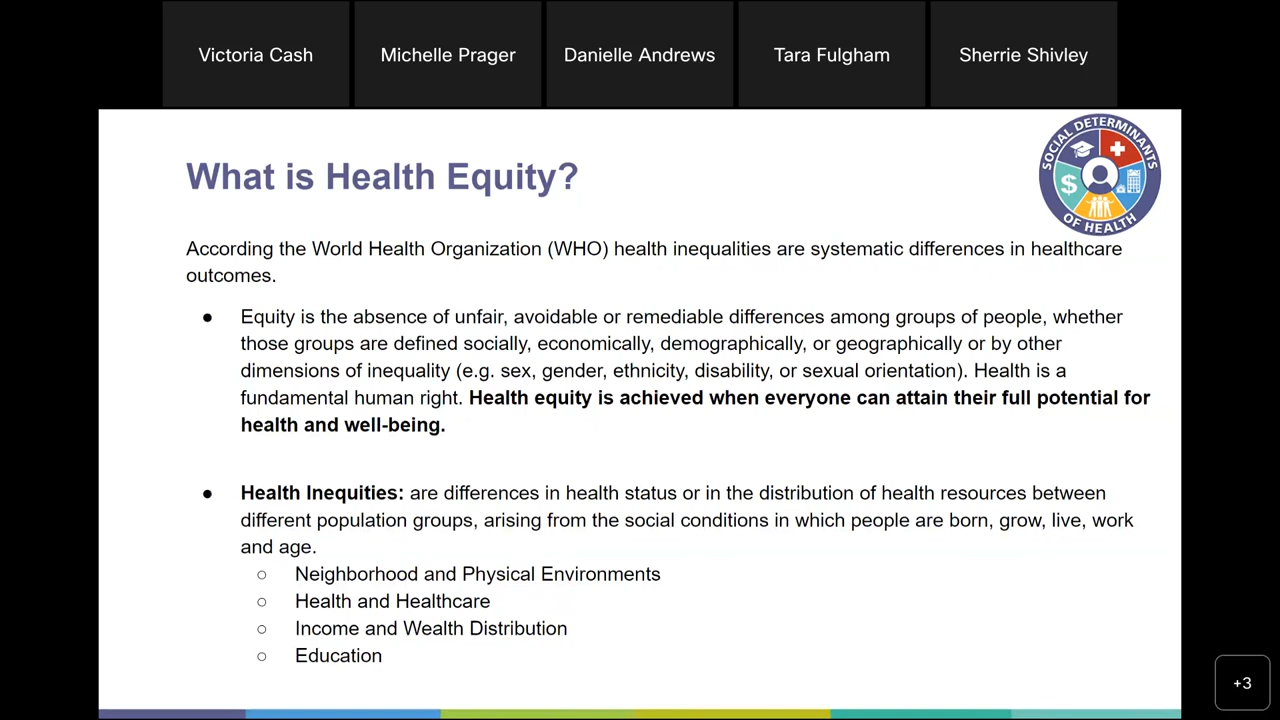 Victoria Cash
Michelle Prager
Danielle Andrews
Tara Fulgham
Sherrie Shivley
SOCIAL DETERMINANTS
OF HEALTH
$
What is Health Equity?
According the World Health Organization (WHO) health inequalities are systematic differences in healthcare
outcomes.
● Equity is the absence of unfair, avoidable or remediable differences among groups of people, whether
those groups are defined socially, economically, demographically, or geographically or by other
dimensions of inequality (e.g. sex, gender, ethnicity, disability, or sexual orientation). Health is a
fundamental human right. Health equity is achieved when everyone can attain their full potential for
health and well-being.
● Health Inequities: are differences in health status or in the distribution of health resources between
different population groups, arising from the social conditions in which people are born, grow, live, work
and age.
○ Neighborhood and Physical Environments
○ Health and Healthcare
○ Income and Wealth Distribution
○ Education
+3